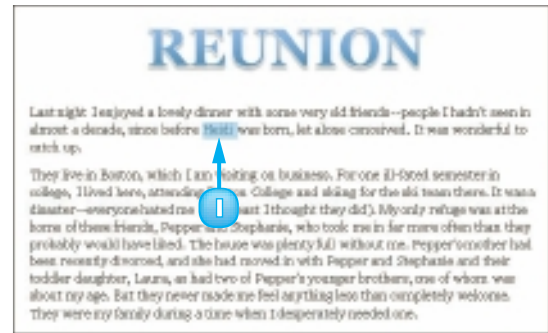 REUNION
Last night I enjoyed a lovely dinner with some very old friends--people I hadn't seen in
almost a decade, since before Heidi was born, let alone conceived. It was wonderful to
catch up.
They live in Boston, which I am visiting on business. For one ill-fated semester in
college, I lived here, attending College and skiing for the ski team there. It was a
disaster--everyone hated me least I thought they did). My only refuge was at the
home of these friends, Pepper and Stephanie, who took me in far more often than they
probably would have liked. The house was plenty full without me. Pepper's mother had
been recently divorced, and she had moved in with Pepper and Stephanie and their
toddler daughter, Laura, as had two of Pepper's younger brothers, one of whom was
about my age. But they never made me feel anything less than completely welcome.
They were my family during a time when I desperately needed one.
1